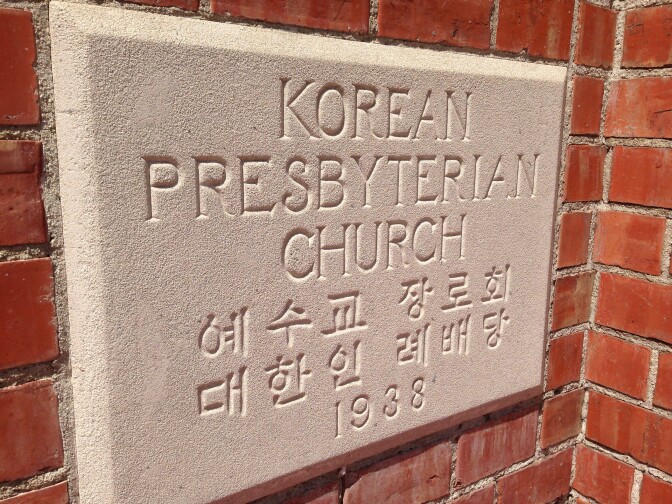 KOREAN
PRESBYTERIAN
CHURCH
예수교 장로회
대한인 례배당
1938